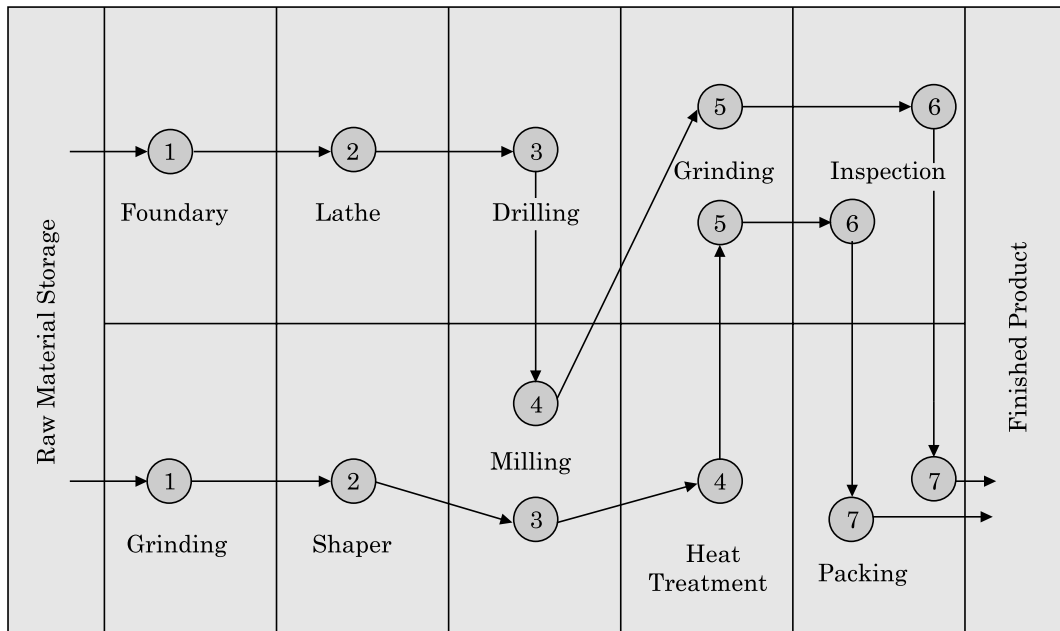 Raw Material Storage
1
2
3
Foundary
Lathe
Drilling
5
6
Grinding
Inspection
5
6
4
Milling
1
2
3
4
Grinding
Shaper
Heat
Treatment
7
7
Packing
Finished Product